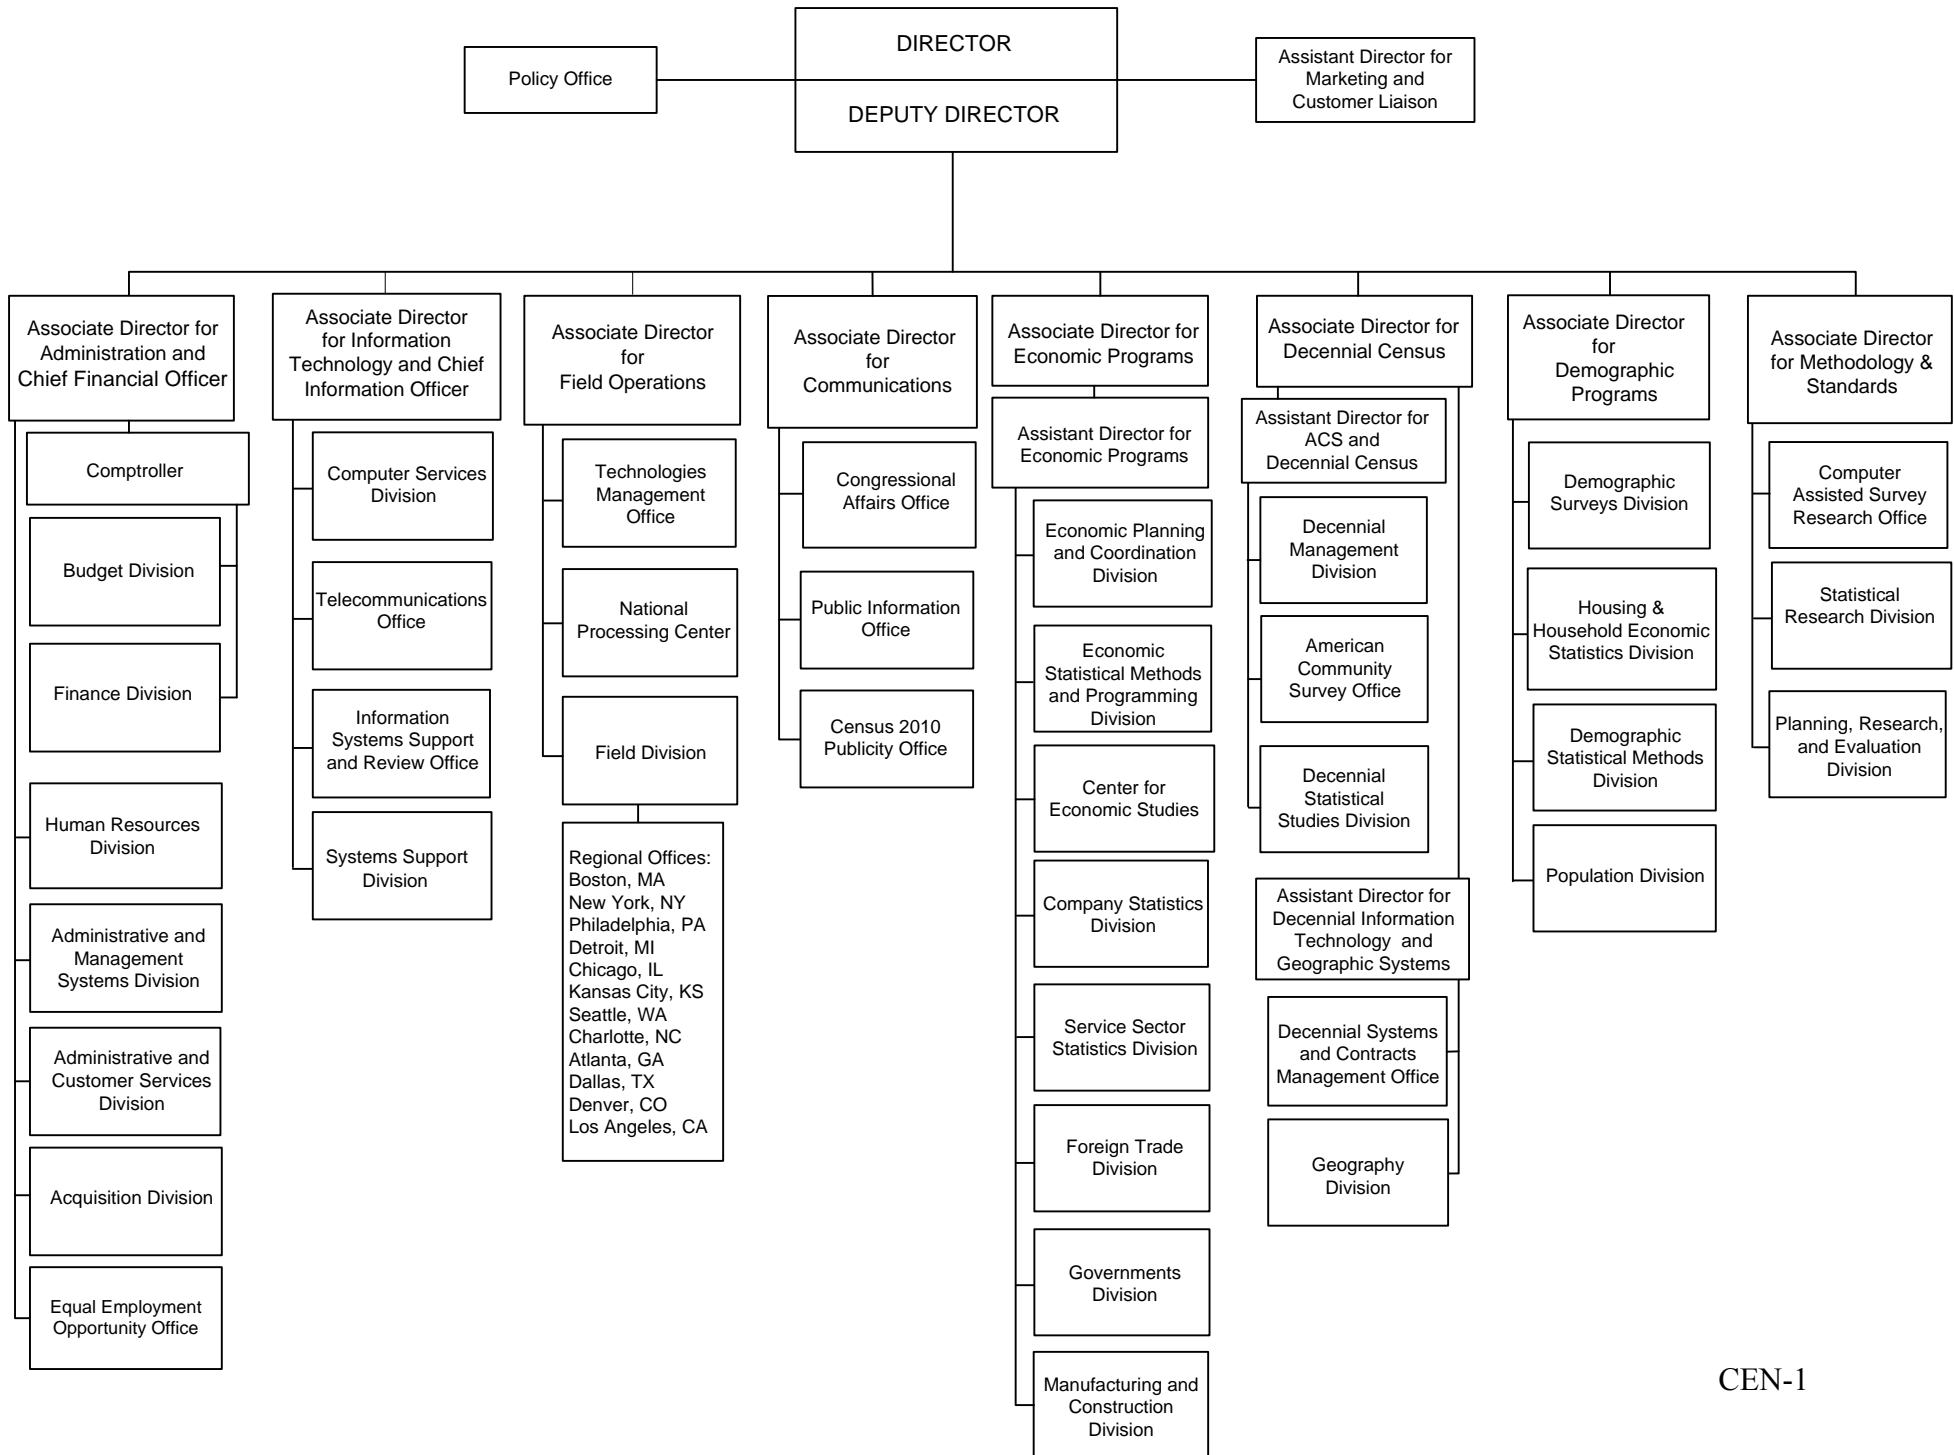 DIRECTOR
DEPUTY DIRECTOR
Policy Office
Assistant Director for
Marketing and
Customer Liaison
Associate Director for
Administration and
Chief Financial Officer
Comptroller
Budget Division
Finance Division
Human Resources
Division
Administrative and
Management
Systems Division
Administrative and
Customer Services
Division
Acquisition Division
Equal Employment
Opportunity Office
Associate Director
for Information
Technology and Chief
Information Officer
Computer Services
Division
Telecommunications
Office
Information
Systems Support
and Review Office
Systems Support
Division
Associate Director
for
Field Operations
Technologies
Management
Office
National
Processing Center
Field Division
Regional Offices:
Boston, MA
New York, NY
Philadelphia, PA
Detroit, MI
Chicago, IL
Kansas City, KS
Seattle, WA
Charlotte, NC
Atlanta, GA
Dallas, TX
Denver, CO
Los Angeles, CA
Associate Director
for
Communications
Congressional
Affairs Office
Public Information
Office
Census 2010
Publicity Office
Associate Director for
Economic Programs
Assistant Director for
Economic Programs
Economic Planning
and Coordination
Division
Economic
Statistical Methods
and Programming
Division
Center for
Economic Studies
Company Statistics
Division
Service Sector
Statistics Division
Foreign Trade
Division
Governments
Division
Manufacturing and
Construction
Division
Associate Director for
Decennial Census
Assistant Director for
ACS and
Decennial Census
Decennial
Management
Division
American
Community
Survey Office
Decennial
Statistical
Studies Division
Assistant Director for
Decennial Information
Technology and
Geographic Systems
Decennial Systems
and Contracts
Management Office
Geography
Division
Associate Director
for
Demographic
Programs
Demographic
Surveys Division
Housing &
Household Economic
Statistics Division
Demographic
Statistical Methods
Division
Population Division
Associate Director
for Methodology &
Standards
Computer
Assisted Survey
Research Office
Statistical
Research Division
Planning, Research,
and Evaluation
Division
CEN-1